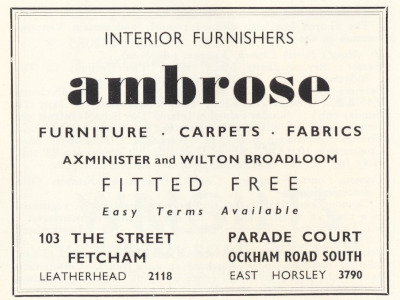 INTERIOR FURNISHERS
ambrose
FURNITURE · CARPETS · FABRICS
AXMINISTER and WILTON BROADLOOM
FITTED FREE
Easy Terms Available
103 THE STREET
FETCHAM
LEATHERHEAD 2118
PARADE COURT
OCKHAM ROAD SOUTH
EAST HORSLEY 3790